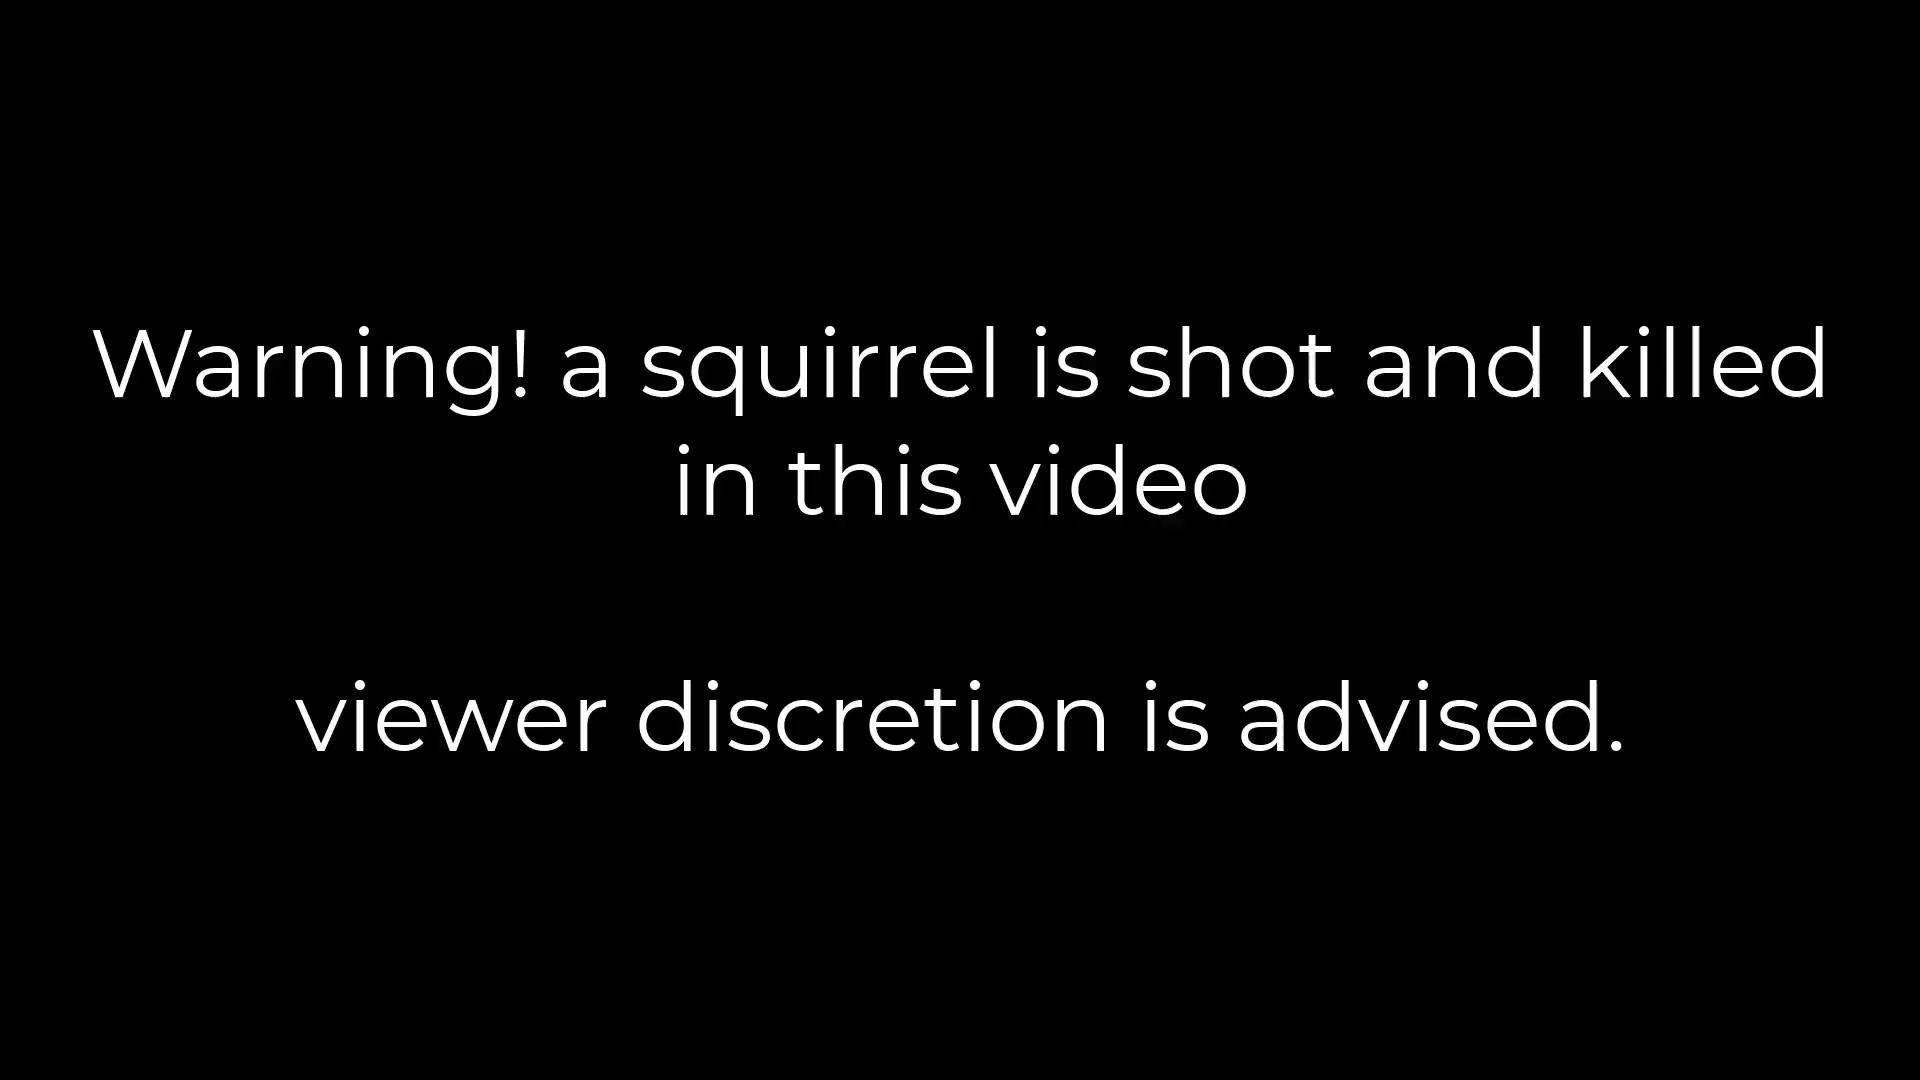 Warning! a squirrel is shot and killed
in this video
viewer discretion is advised.